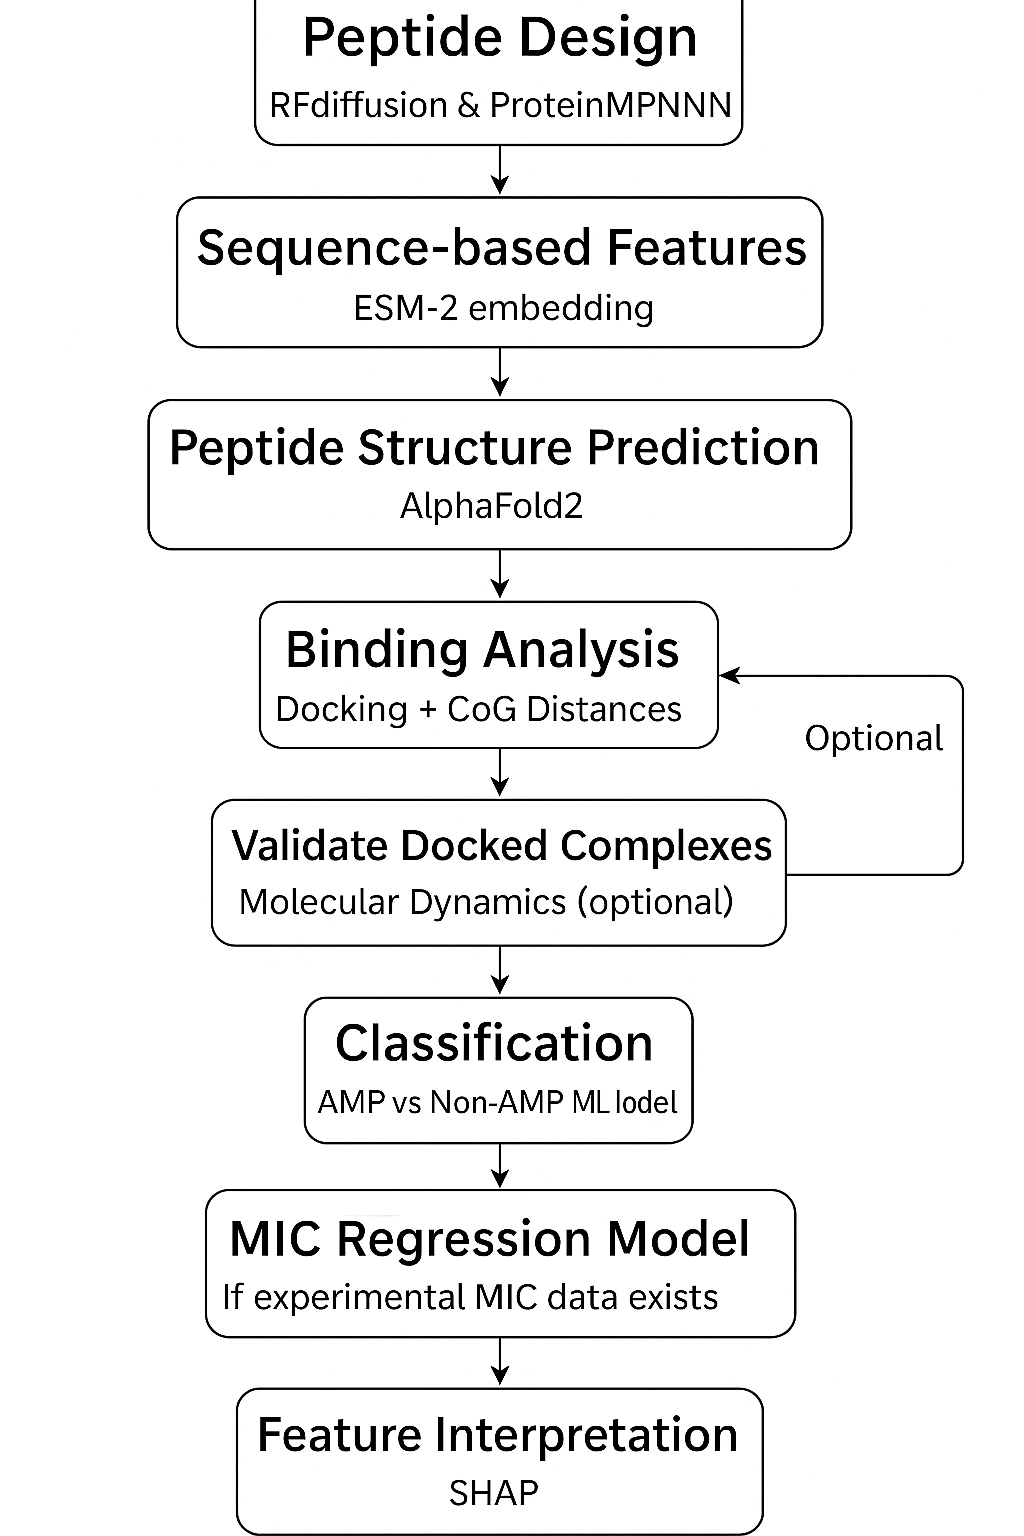 Peptide Design
RFdiffusion & ProteinMPNNN
Sequence-based Features
ESM-2 embedding
Peptide Structure Prediction
AlphaFold2
Binding Analysis
Docking + CoG Distances
Optional
Validate Docked Complexes
Molecular Dynamics (optional)
Classification
AMP vs Non-AMP ML lodel
MIC Regression Model
If experimental MIC data exists
Feature Interpretation
SHAP